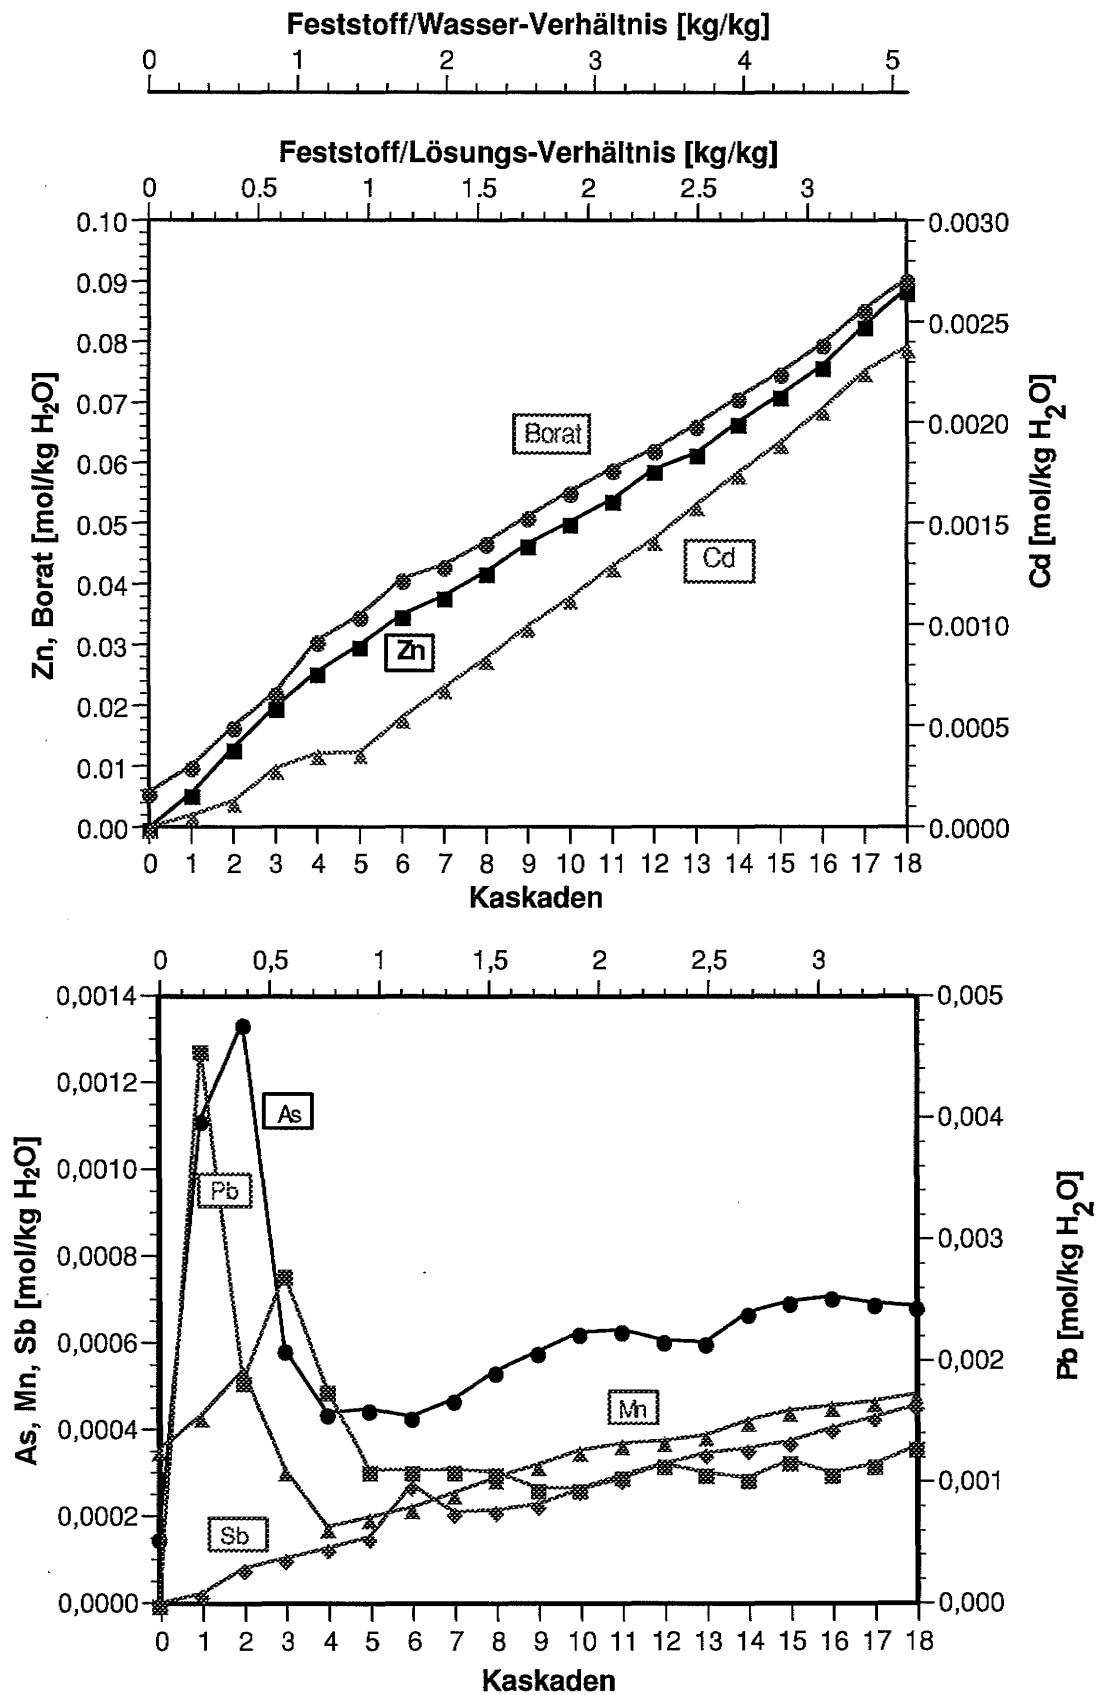 Feststoff/Wasser-Verhältnis [kg/kg]
0 1 2 3 4 5
Feststoff/Lösungs-Verhältnis [kg/kg]
0 0.5 1 1.5 2 2.5 3
0.10 0.0030
0.09
0.08 0.0025
0.07
0.0020
Borat
0.06
0.05 0.0015
Cd
0.04
0.03 0.0010
Zn
0.02
0.0005
0.01
0.00 0.0000
Zn, Borat [mol/kg H2O]
Cd [mol/kg H2O]
0 1 2 3 4 5 6 7 8 9 10 11 12 13 14 15 16 17 18
Kaskaden
0 0,5 1 1,5 2 2,5 3
0,0014 0,005
0,0012
As
0,004
0,0010
Pb
0,003
0,0008
0,0006
0,002
Mn
0,0004
0,001
0,0002
Sb
0,0000 0,000
As, Mn, Sb [mol/kg H2O]
Pb [mol/kg H2O]
0 1 2 3 4 5 6 7 8 9 10 11 12 13 14 15 16 17 18
Kaskaden